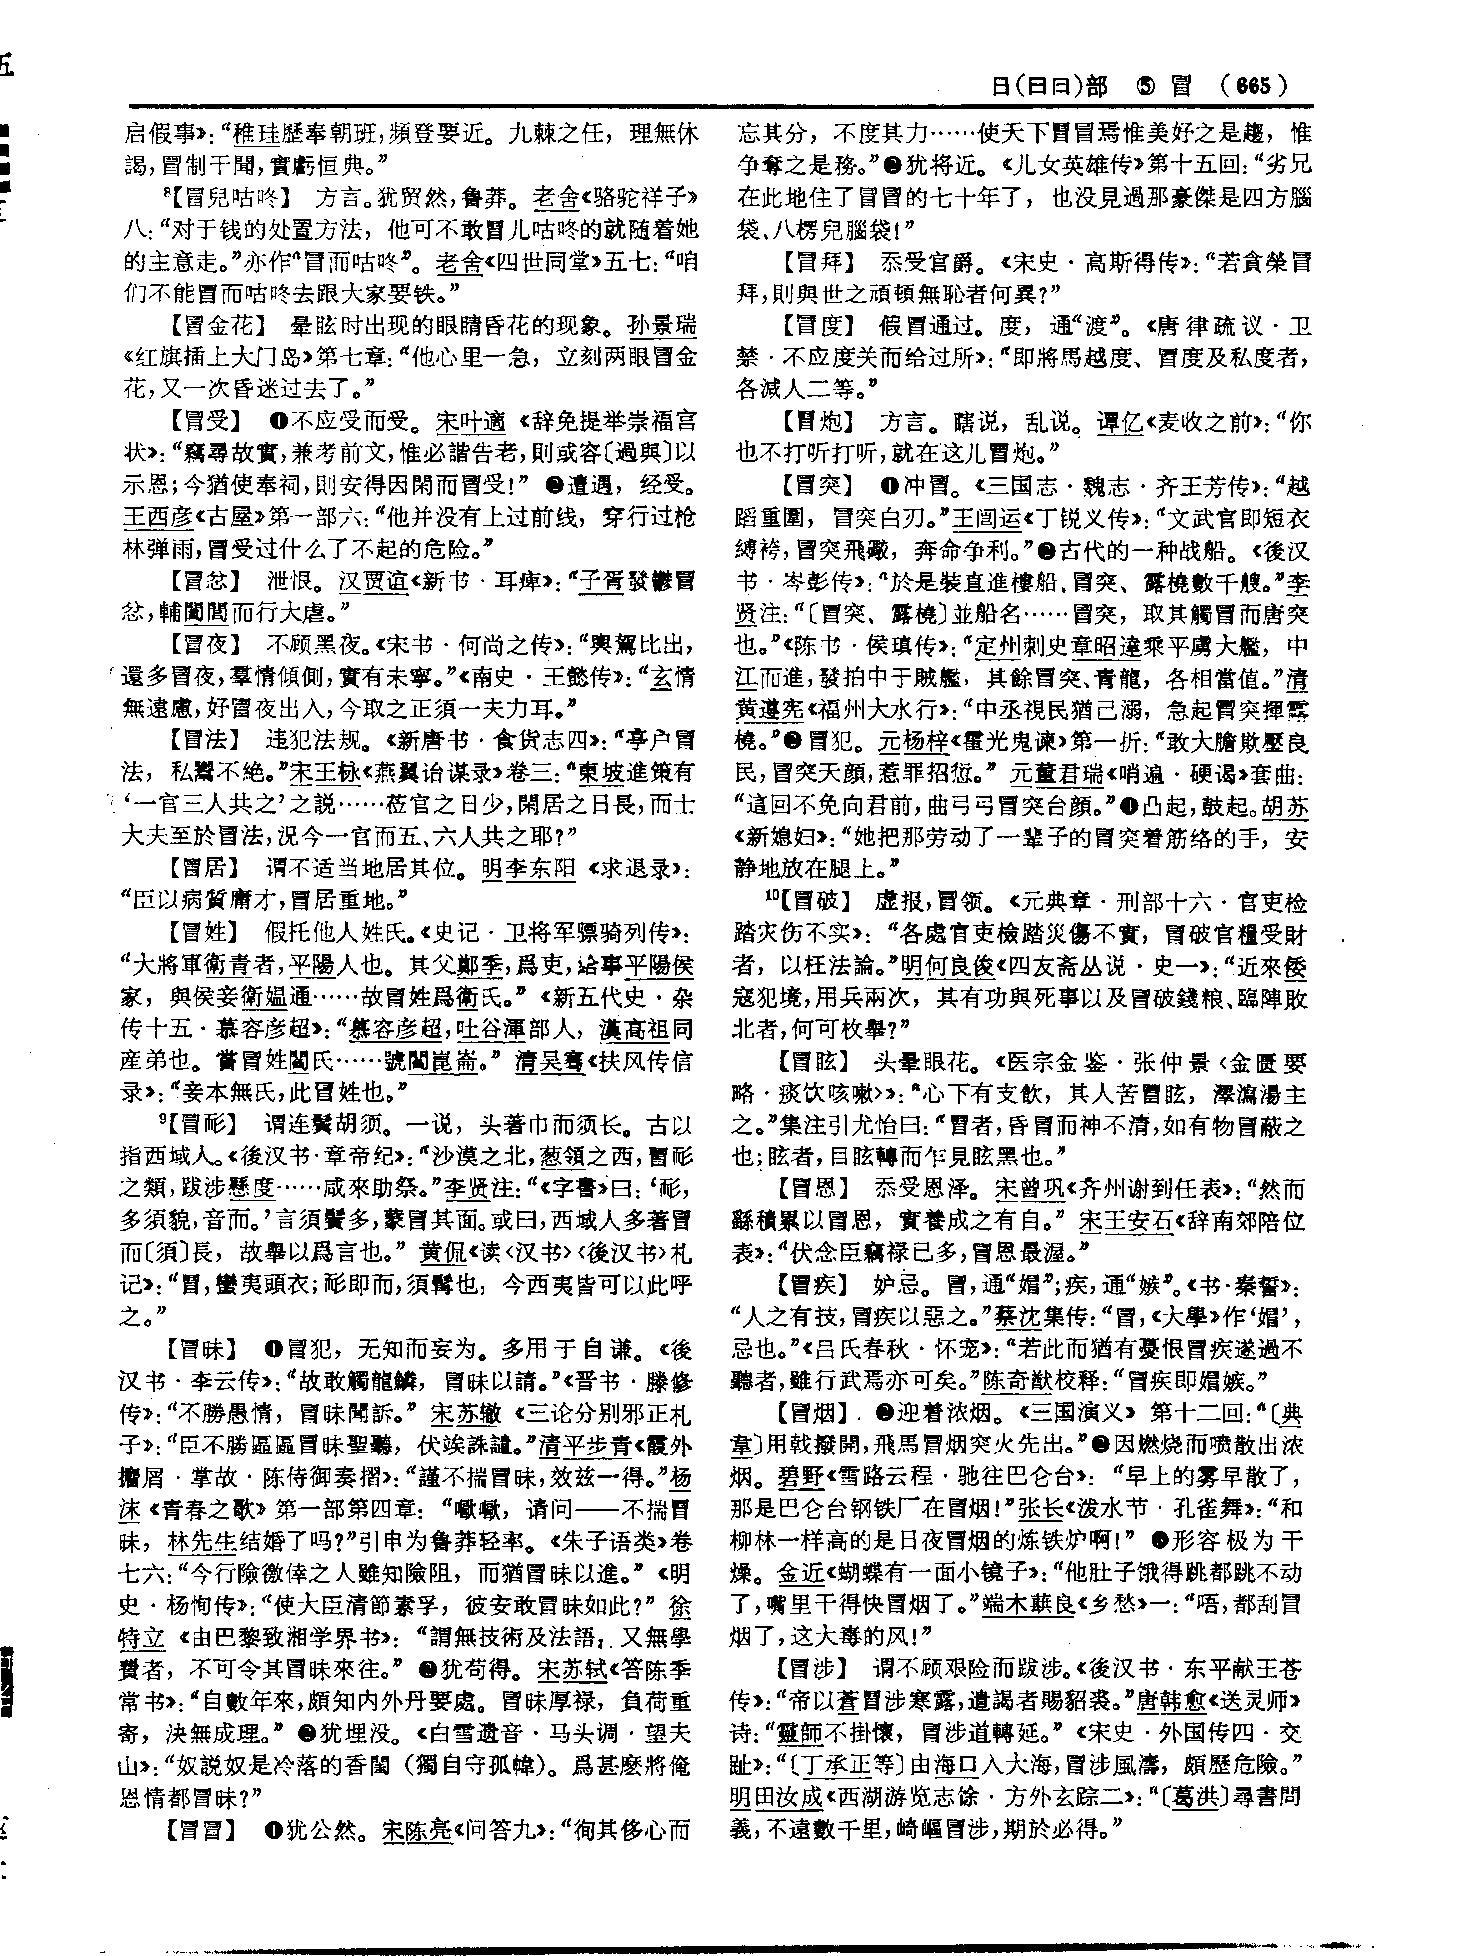 日(日曰)部　⑤　冒　(665)
启假事》：“稚珪歷奉朝班，頻登要近。九棘之任，理無休
謁，冒制干聞，實虧恒典。”
⁸【冒兒咕咚】　方言。犹贸然，鲁莽。老舍《骆驼祥子》
八：“对于钱的处置方法，他可不敢冒儿咕咚的就随着她
的主意走。”亦作“冒而咕咚”。老舍《四世同堂》五七：“咱
们不能冒而咕咚去跟大家要铁。”
【冒金花】　晕眩时出现的眼睛昏花的现象。孙景瑞
《红旗插上大门岛》第七章：“他心里一急，立刻两眼冒金
花，又一次昏迷过去了。”
【冒受】　❶不应受而受。宋叶適《辞免提举崇福宫
状》：“竊尋故實，兼考前文，惟必諧告老，則或容〔過與〕以
示恩；今猶使奉祠，則安得因閑而冒受！”　❷遭遇，经受。
王西彦《古屋》第一部六：“他并没有上过前线，穿行过枪
林弹雨，冒受过什么了不起的危险。”
【冒忿】　泄恨。汉贾谊《新书·耳痺》：“子胥發鬱冒
忿，輔闔閭而行大虐。”
【冒夜】　不顾黑夜。《宋书·何尚之传》：“輿駕比出，
還多冒夜，羣情傾側，實有未寧。”《南史·王懿传》：“玄情
無遠慮，好冒夜出入，今取之正須一夫力耳。”
【冒法】　违犯法规。《新唐书·食货志四》：“亭户冒
法，私鬻不絶。”宋王栐《燕翼诒谋录》卷三：“東坡進策有
‘一官三人共之’之説……莅官之日少，閑居之日長，而士
大夫至於冒法，況今一官而五、六人共之耶？”
【冒居】　谓不适当地居其位。明李东阳《求退录》：
“臣以病質庸才，冒居重地。”
【冒姓】　假托他人姓氏。《史记·卫将军骠骑列传》：
“大將軍衛青者，平陽人也。其父鄭季，爲吏，給事平陽侯
家，與侯妾衛媪通……故冒姓爲衛氏。”《新五代史·杂
传十五·慕容彦超》：“慕容彦超，吐谷渾部人，漢高祖同
産弟也。嘗冒姓閻氏……號閻崑崙。”　清吴骞《扶风传信
录》：“妾本無氏，此冒姓也。”
⁹【冒耏】　谓连鬓胡须。一说，头著巾而须长。古以
指西域人。《後汉书·章帝纪》：“沙漠之北，葱領之西，冒耏
之類，跋涉懸度……咸來助祭。”李贤注：“《字書》曰：‘耏，
多須貌，音而。’言須鬢多，蒙冒其面。或曰，西域人多著冒
而〔須〕長，故舉以爲言也。”　黄侃《读〈汉书〉〈後汉书〉札
记》：“冒，蠻夷頭衣；耏即而，須髯也，今西夷皆可以此呼
之。”
【冒昧】　❶冒犯，无知而妄为。多用于自谦。《後
汉书·李云传》：“故敢觸龍鱗，冒昧以請。”《晋书·滕修
传》：“不勝愚情，冒昧聞訴。”　宋苏辙《三论分别邪正札
子》：“臣不勝區區冒昧聖聽，伏竢誅譴。”清平步青《霞外
攟屑·掌故·陈侍御奏摺》：“謹不揣冒昧，效兹一得。”杨
沫《青春之歌》第一部第四章：“噷噷，请问——不揣冒
昧，林先生结婚了吗？”引申为鲁莽轻率。《朱子语类》卷
七六：“今行險徼倖之人雖知險阻，而猶冒昧以進。”《明
史·杨恂传》：“使大臣清節素孚，彼安敢冒昧如此？”徐
特立《由巴黎致湘学界书》：“謂無技術及法語，又無學
費者，不可令其冒昧來往。”　❷犹苟得。宋苏轼《答陈季
常书》：“自數年來，頗知内外丹要處。冒昧厚禄，負荷重
寄，决無成理。”　❸犹埋没。《白雪遗音·马头调·望夫
山》：“奴説奴是冷落的香閨（獨自守孤幃）。爲甚麽將俺
恩情都冒昧？”
【冒冒】　❶犹公然。宋陈亮《问答九》：“徇其侈心而
忘其分，不度其力……使天下冒冒焉惟美好之是趨，惟
争奪之是務。”❷犹将近。《儿女英雄传》第十五回：“劣兄
在此地住了冒冒的七十年了，也没見過那豪傑是四方腦
袋、八楞兒腦袋！”
【冒拜】　忝受官爵。《宋史·高斯得传》：“若貪榮冒
拜，則與世之頑頓無恥者何異？”
【冒度】　假冒通过。度，通“渡”。《唐律疏议·卫
禁·不应度关而给过所》：“即將馬越度、冒度及私度者，
各減人二等。”
【冒炮】　方言。瞎说，乱说。谭亿《麦收之前》：“你
也不打听打听，就在这儿冒炮。”
【冒突】　❶冲冒。《三国志·魏志·齐王芳传》：“越
蹈重圍，冒突白刃。”王闿运《丁锐义传》：“文武官即短衣
縛袴，冒突飛礮，奔命争利。”❷古代的一种战船。《後汉
书·岑彭传》：“於是裝直進樓船、冒突、露橈數千艘。”李
贤注：“〔冒突、露橈〕並船名……冒突，取其觸冒而唐突
也。”《陈书·侯瑱传》：“定州刺史章昭達乘平虜大艦，中
江而進，發拍中于賊艦，其餘冒突、青龍，各相當值。”清
黄遵宪《福州大水行》：“中丞視民猶己溺，急起冒突揮露
橈。”❸冒犯。元杨梓《霍光鬼谏》第一折：“敢大膽欺壓良
民，冒突天顔，惹罪招愆。”　元董君瑞《哨遍·硬谒》套曲：
“這回不免向君前，曲弓弓冒突台顔。”❹凸起，鼓起。胡苏
《新媳妇》：“她把那劳动了一辈子的冒突着筋络的手，安
静地放在腿上。”
¹⁰【冒破】　虚报，冒领。《元典章·刑部十六·官吏检
踏灾伤不实》：“各處官吏檢踏災傷不實，冒破官糧受財
者，以枉法論。”明何良俊《四友斋丛说·史一》：“近來倭
寇犯境，用兵兩次，其有功與死事以及冒破錢粮、臨陣敗
北者，何可枚舉？”
【冒眩】　头晕眼花。《医宗金鉴·张仲景〈金匮要
略·痰饮咳嗽〉》：“心下有支飲，其人苦冒眩，澤瀉湯主
之。”集注引尤怡曰：“冒者，昏冒而神不清，如有物冒蔽之
也；眩者，目眩轉而乍見眩黑也。”
【冒恩】　忝受恩泽。宋曾巩《齐州谢到任表》：“然而
繇積累以冒恩，實養成之有自。”　宋王安石《辞南郊陪位
表》：“伏念臣竊禄已多，冒恩最渥。”
【冒疾】　妒忌。冒，通“媢”；疾，通“嫉”。《书·秦誓》：
“人之有技，冒疾以惡之。”蔡沈集传：“冒，《大學》作‘媢’，
忌也。”《吕氏春秋·怀宠》：“若此而猶有憂恨冒疾遂過不
聽者，雖行武焉亦可矣。”陈奇猷校释：“冒疾即媢嫉。”
【冒烟】　❶迎着浓烟。《三国演义》第十二回：“〔典
韋〕用戟撥開，飛馬冒烟突火先出。”❷因燃烧而喷散出浓
烟。碧野《雪路云程·驰往巴仑台》：“早上的雾早散了，
那是巴仑台钢铁厂在冒烟！”张长《泼水节·孔雀舞》：“和
柳林一样高的是日夜冒烟的炼铁炉啊！”　❸形容极为干
燥。金近《蝴蝶有一面小镜子》：“他肚子饿得跳都跳不动
了，嘴里干得快冒烟了。”端木蕻良《乡愁》一：“唔，都刮冒
烟了，这大毒的风！”
【冒涉】　谓不顾艰险而跋涉。《後汉书·东平献王苍
传》：“帝以蒼冒涉寒露，遣謁者賜貂裘。”唐韩愈《送灵师》
诗：“靈師不掛懷，冒涉道轉延。”《宋史·外国传四·交
趾》：“〔丁承正等〕由海口入大海，冒涉風濤，頗歷危險。”
明田汝成《西湖游览志馀·方外玄踪二》：“〔葛洪〕尋書問
義，不遠數千里，崎嶇冒涉，期於必得。”